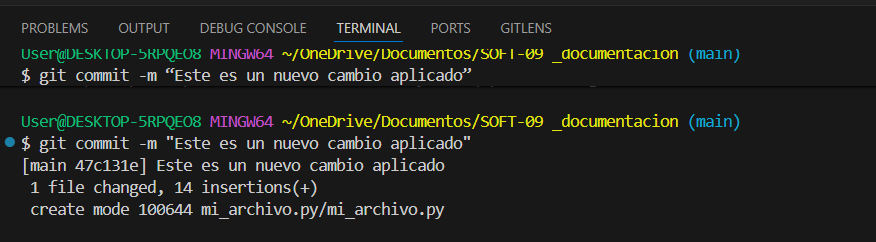 PROBLEMS OUTPUT DEBUG CONSOLE TERMINAL PORTS GITLENS
User@DESKTOP-5RPQEO8 MINGW64 ~/OneDrive/Documentos/SOFT-09 _documentacion (main)
$ git commit -m “Este es un nuevo cambio aplicado”
User@DESKTOP-5RPQEO8 MINGW64 ~/OneDrive/Documentos/SOFT-09 _documentacion (main)
$ git commit -m "Este es un nuevo cambio aplicado"
[main 47c131e] Este es un nuevo cambio aplicado
 1 file changed, 14 insertions(+)
 create mode 100644 mi_archivo.py/mi_archivo.py